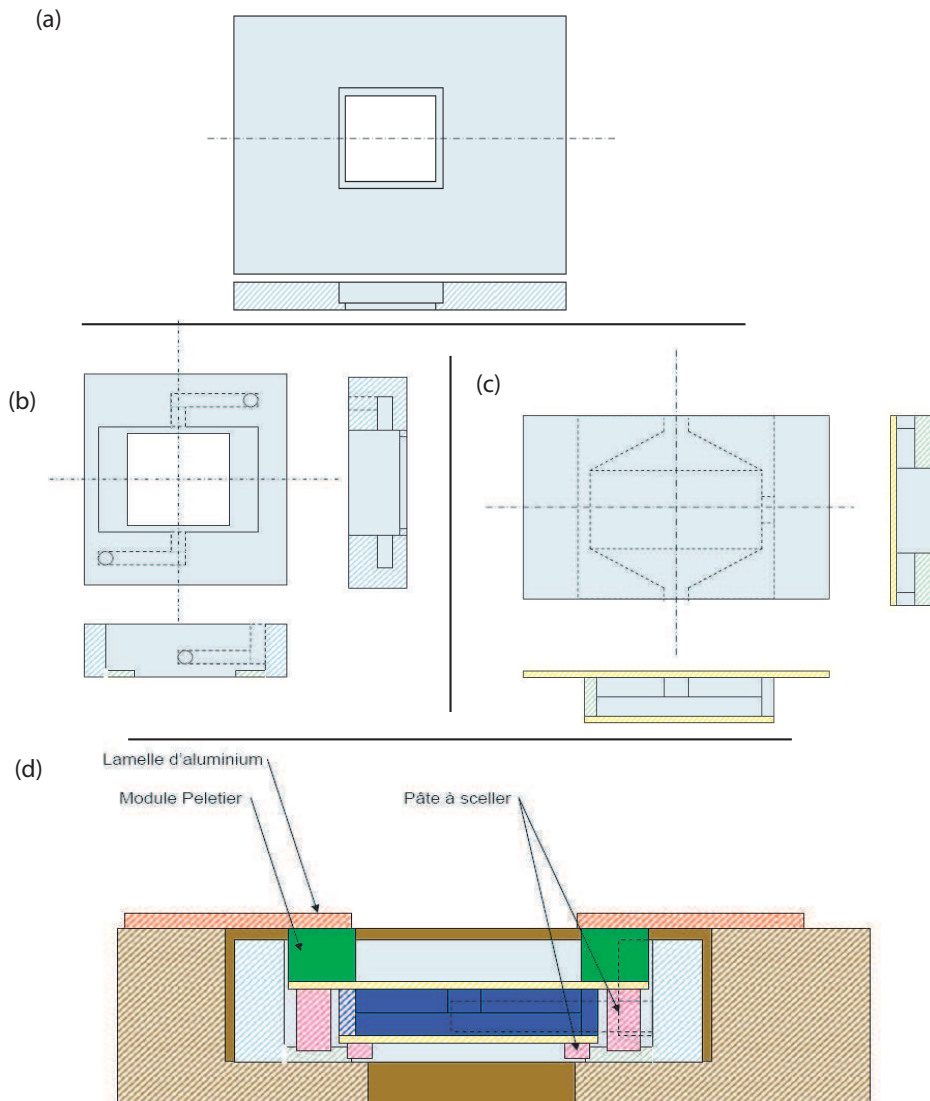 (a)
(b)
(c)
(d)
Lamelle d'aluminium
Module Peletier
Pâte à sceller